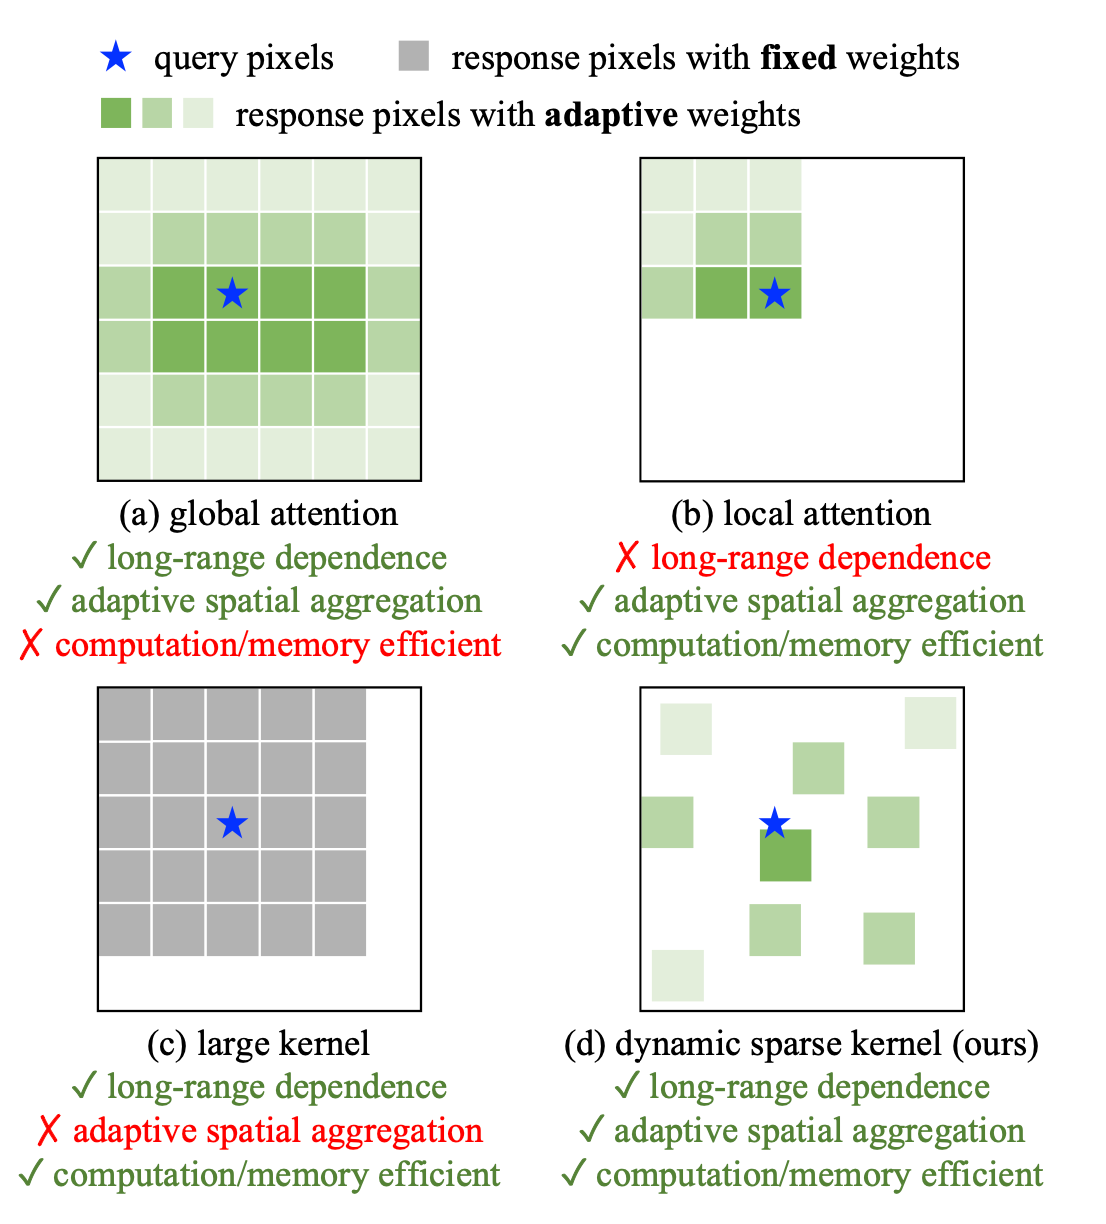 query pixels
response pixels with fixed weights
response pixels with adaptive weights
(a) global attention
✓ long-range dependence
✓ adaptive spatial aggregation
✗ computation/memory efficient
(b) local attention
✗ long-range dependence
✓ adaptive spatial aggregation
✓ computation/memory efficient
(c) large kernel
✓ long-range dependence
✗ adaptive spatial aggregation
✓ computation/memory efficient
(d) dynamic sparse kernel (ours)
✓ long-range dependence
✓ adaptive spatial aggregation
✓ computation/memory efficient